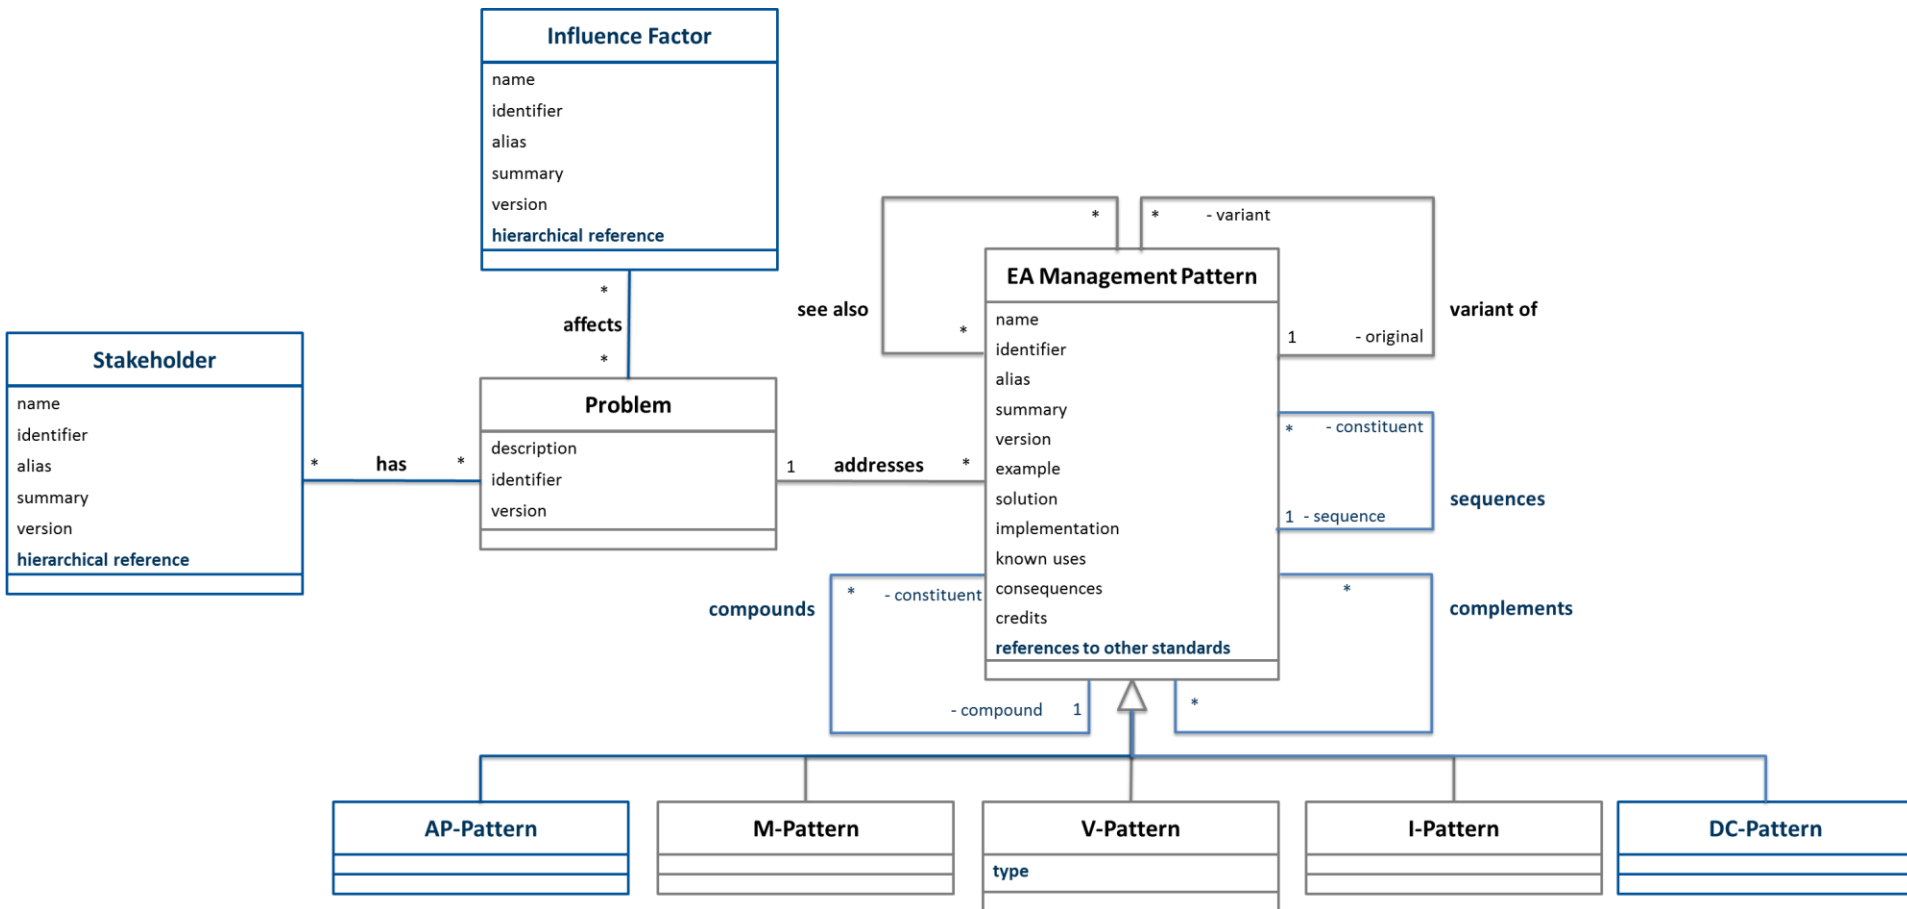 Influence Factor
name
identifier
alias
summary
version
hierarchical reference
*
affects
*
Stakeholder
name
identifier
alias
summary
version
hierarchical reference
* has *
Problem
description
identifier
version
1 addresses *
see also
*
*
* - variant
variant of
1 - original
EA Management Pattern
name
identifier
alias
summary
version
example
solution
implementation
known uses
consequences
credits
references to other standards
* - constituent
sequences
1 - sequence
compounds
* - constituent
- compound 1
*
complements
*
AP-Pattern
M-Pattern
V-Pattern
type
I-Pattern
DC-Pattern